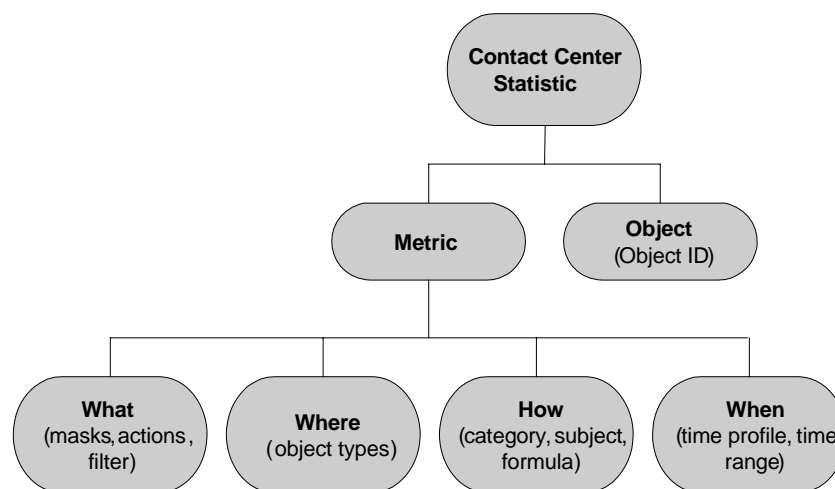 Contact Center
Statistic
Metric
Object
(Object ID)
What
(masks, actions,
filter)
Where
(object types)
How
(category, subject,
formula)
When
(time profile, time
range)